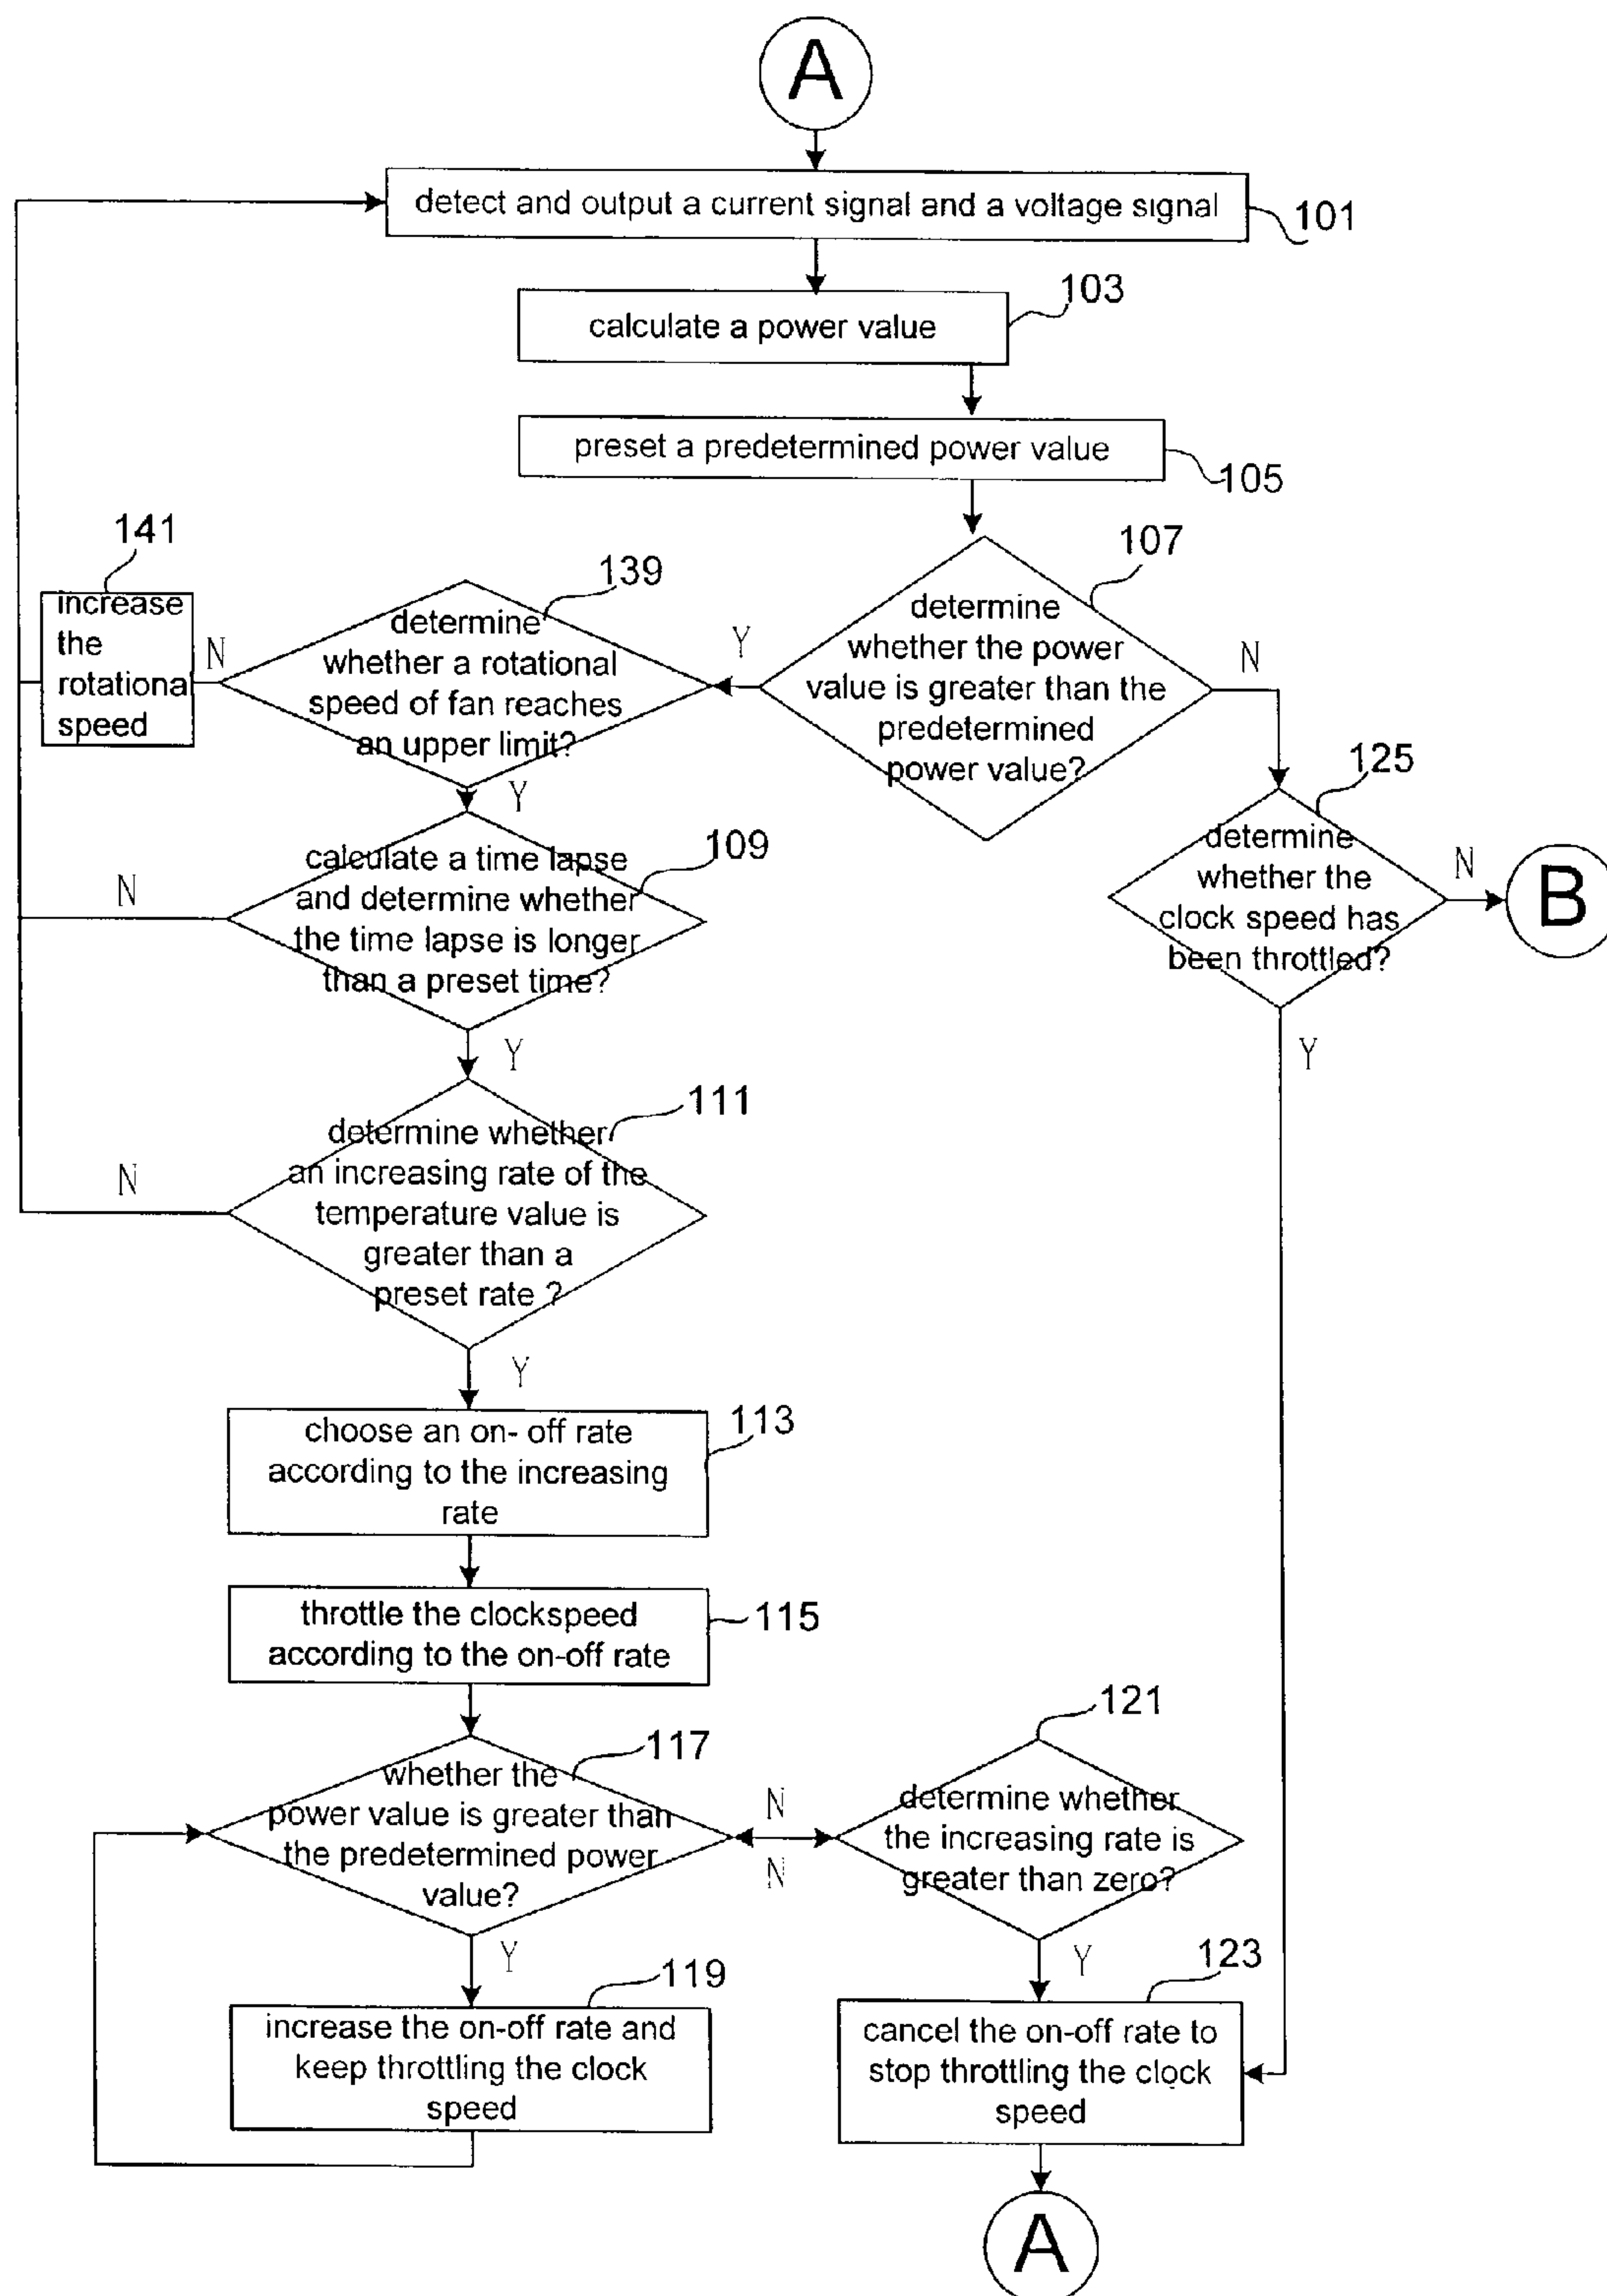 A
detect and output a current signal and a voltage signal
101
calculate a power value
103
preset a predetermined power value
105
107
determine
whether the power
value is greater than the
predetermined
power value?
Y
N
139
determine
whether a rotational
speed of fan reaches
an upper limit?
N
Y
141
increase
the
rotational
speed
125
determine
whether the
clock speed has
been throttled?
N
B
Y
109
calculate a time lapse
and determine whether
the time lapse is longer
than a preset time?
N
Y
111
determine whether
an increasing rate of the
temperature value is
greater than a
preset rate ?
N
Y
113
choose an on- off rate
according to the increasing
rate
throttle the clockspeed
according to the on-off rate
115
117
whether the
power value is greater than
the predetermined power
value?
N
N
Y
121
determine whether
the increasing rate is
greater than zero?
Y
119
increase the on-off rate and
keep throttling the clock
speed
123
cancel the on-off rate to
stop throttling the clock
speed
A